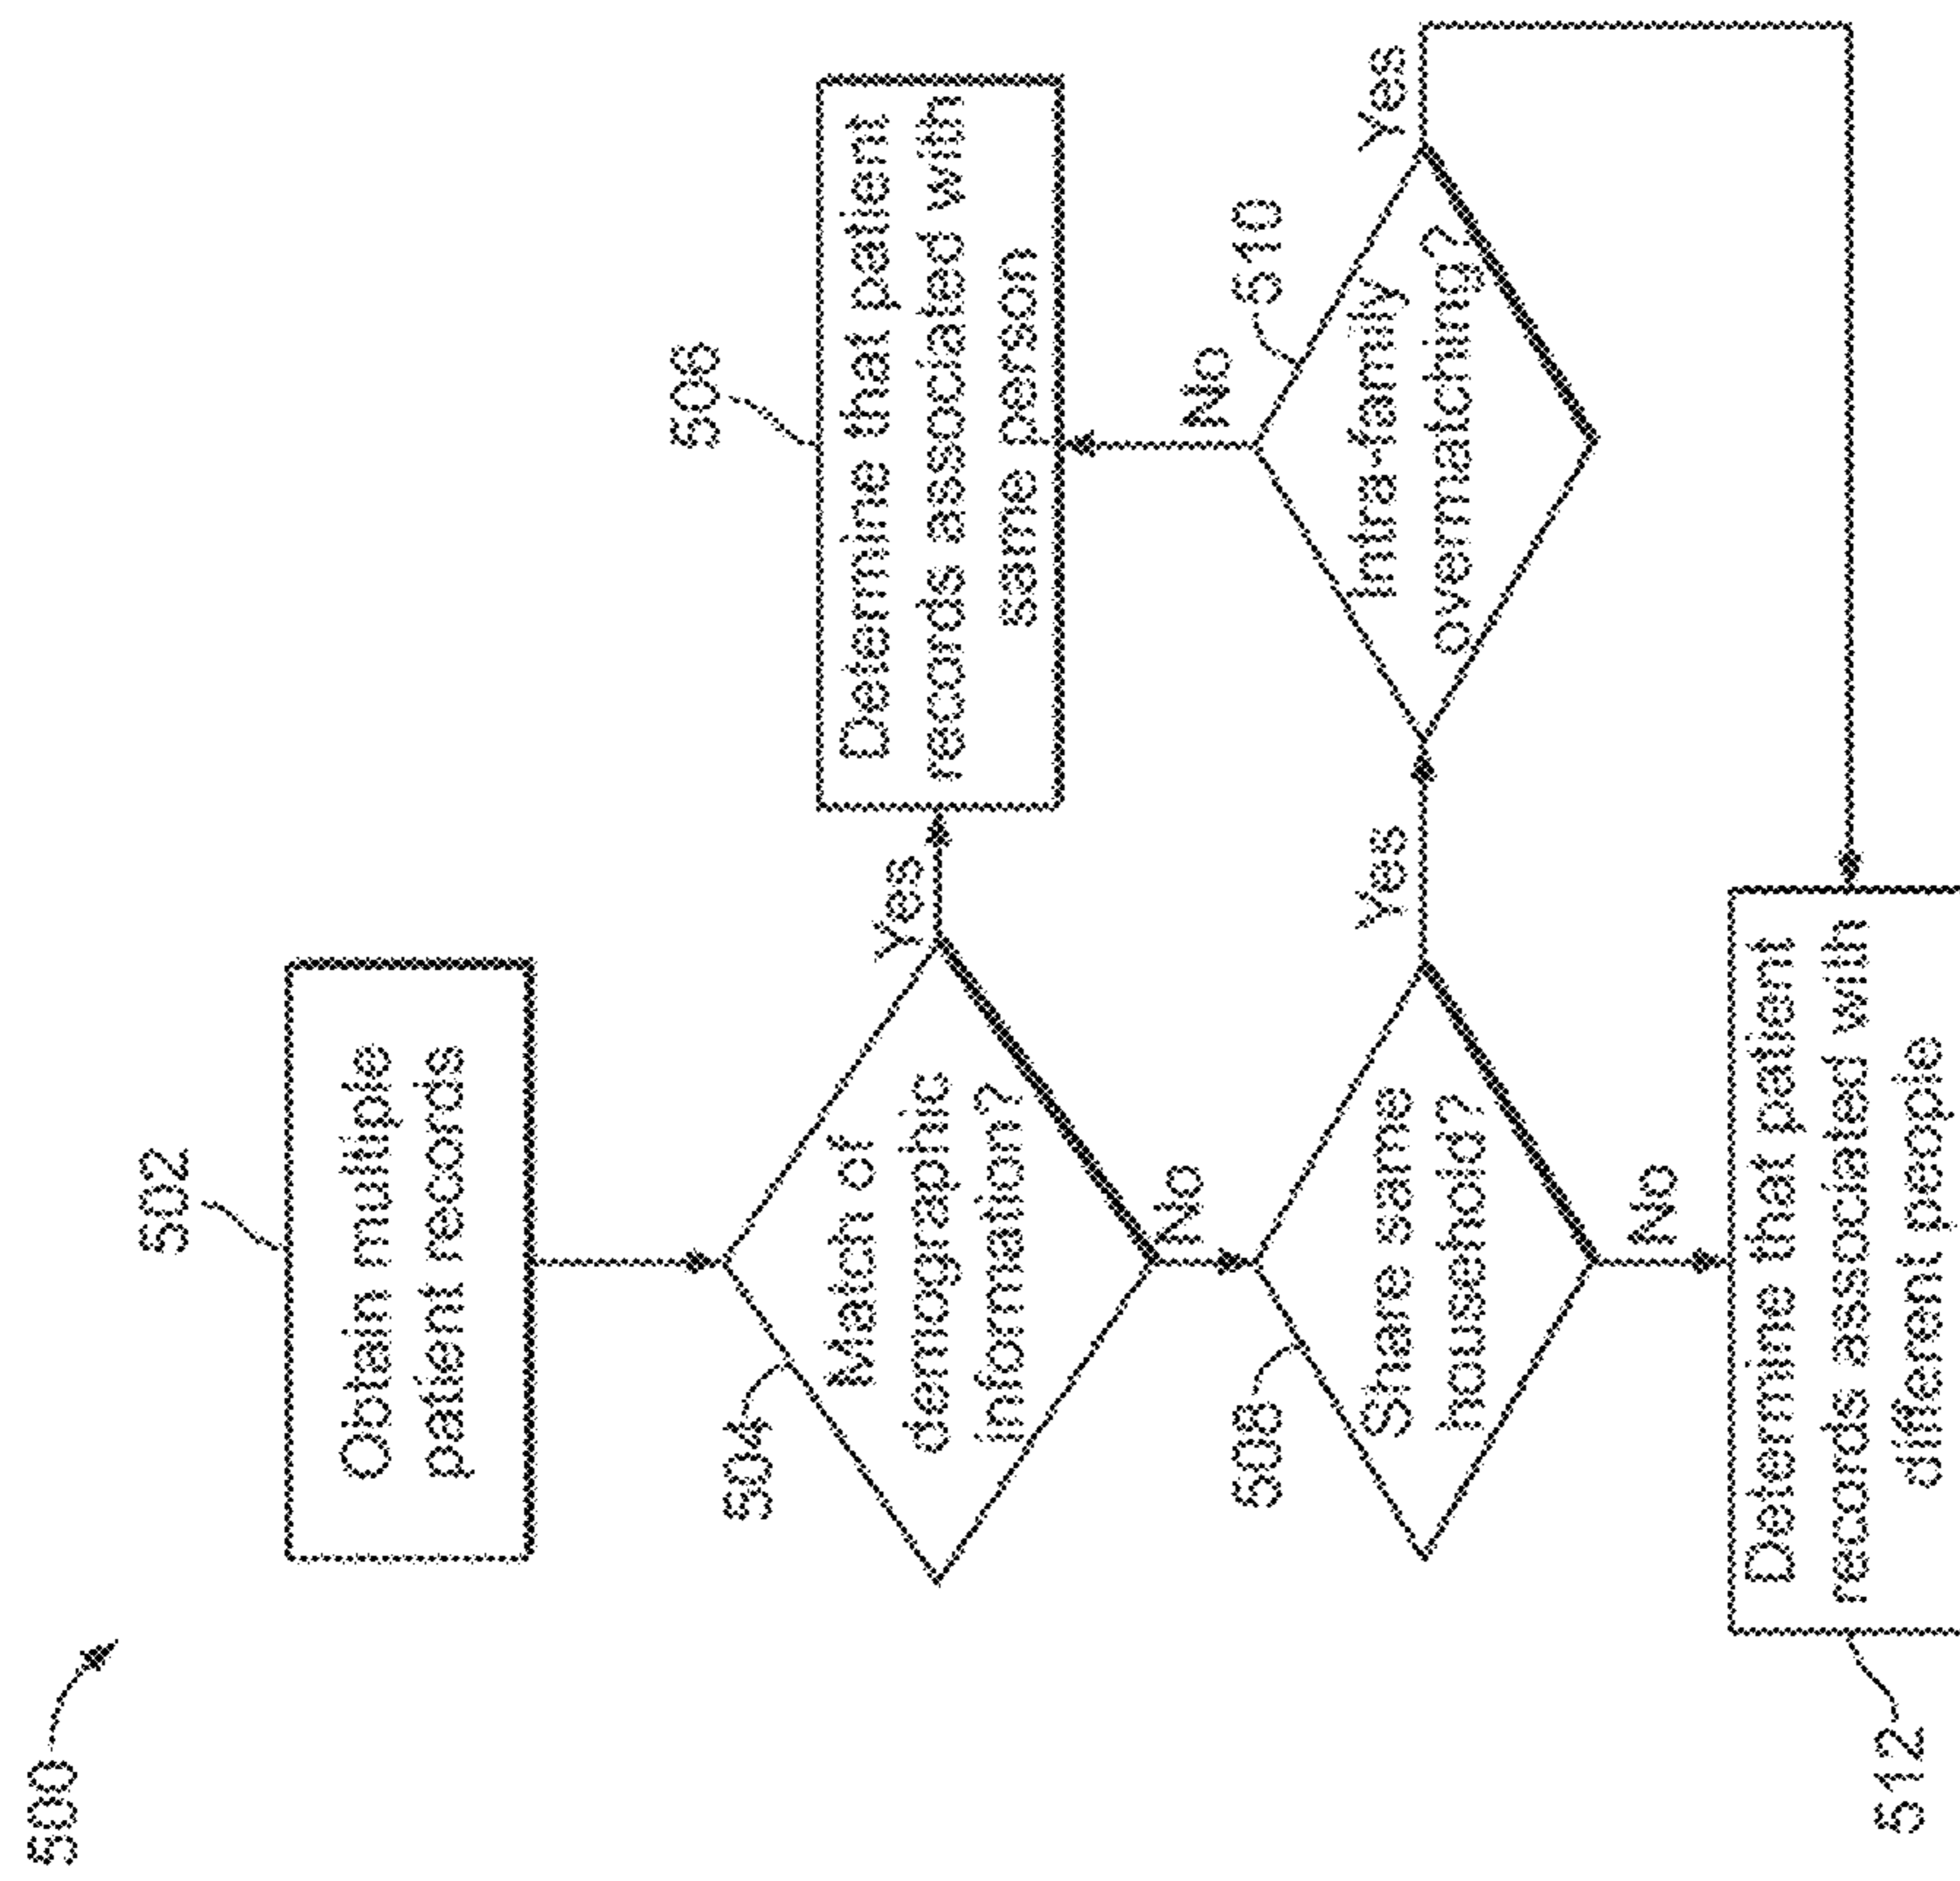 500
502
Obtain multiple
patient records
504
Match of
demographic
information?
Yes
508
Determine that patient
records associated with
same person
No
508
Share same
household?
Yes
510
Intra-family
overmatching?
No
Yes
No
512
Determine that patient
records associated with
different people